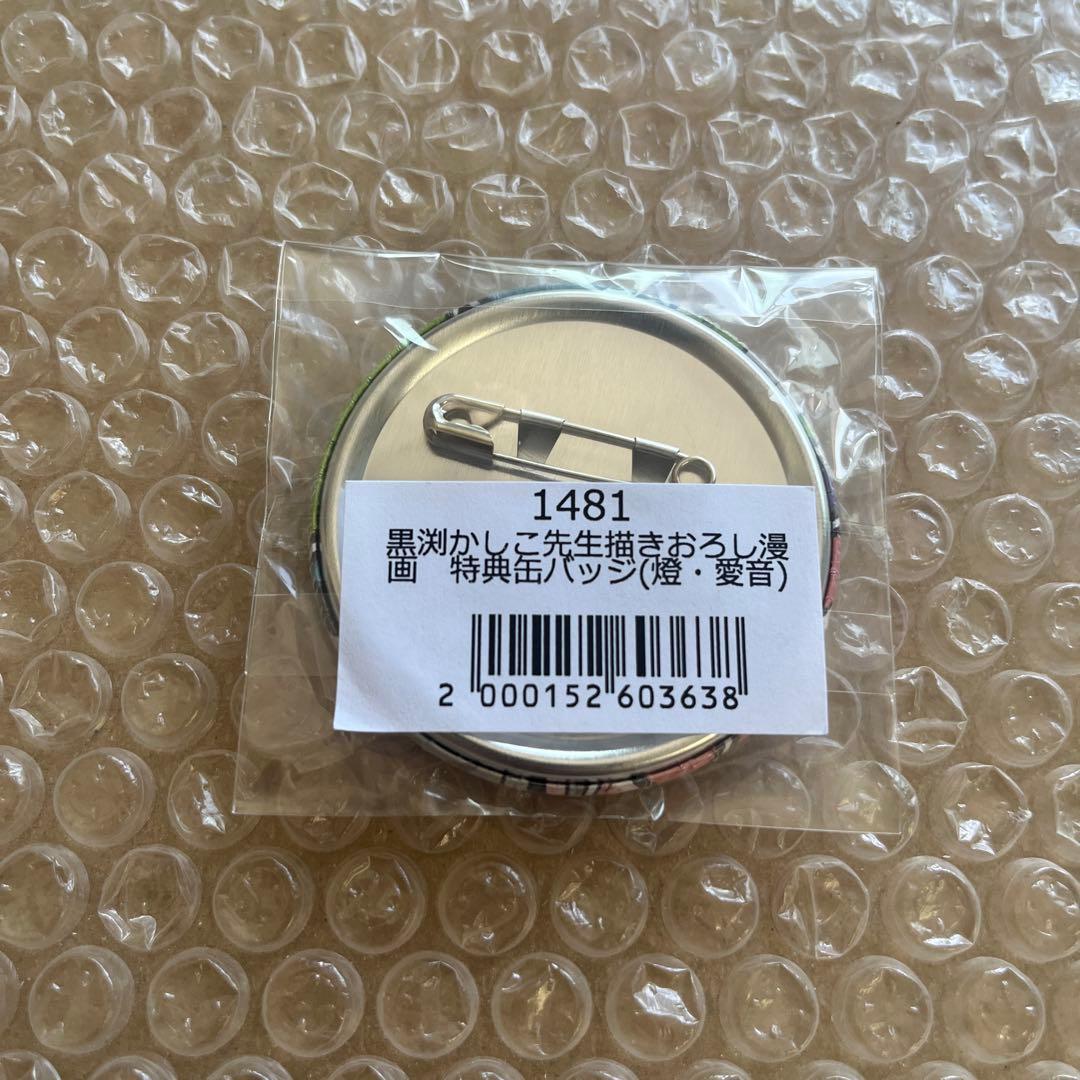 1481
黒渕かしこ先生描きおろし漫
画　特典缶バッジ(燈・愛音)
2 000152 603638